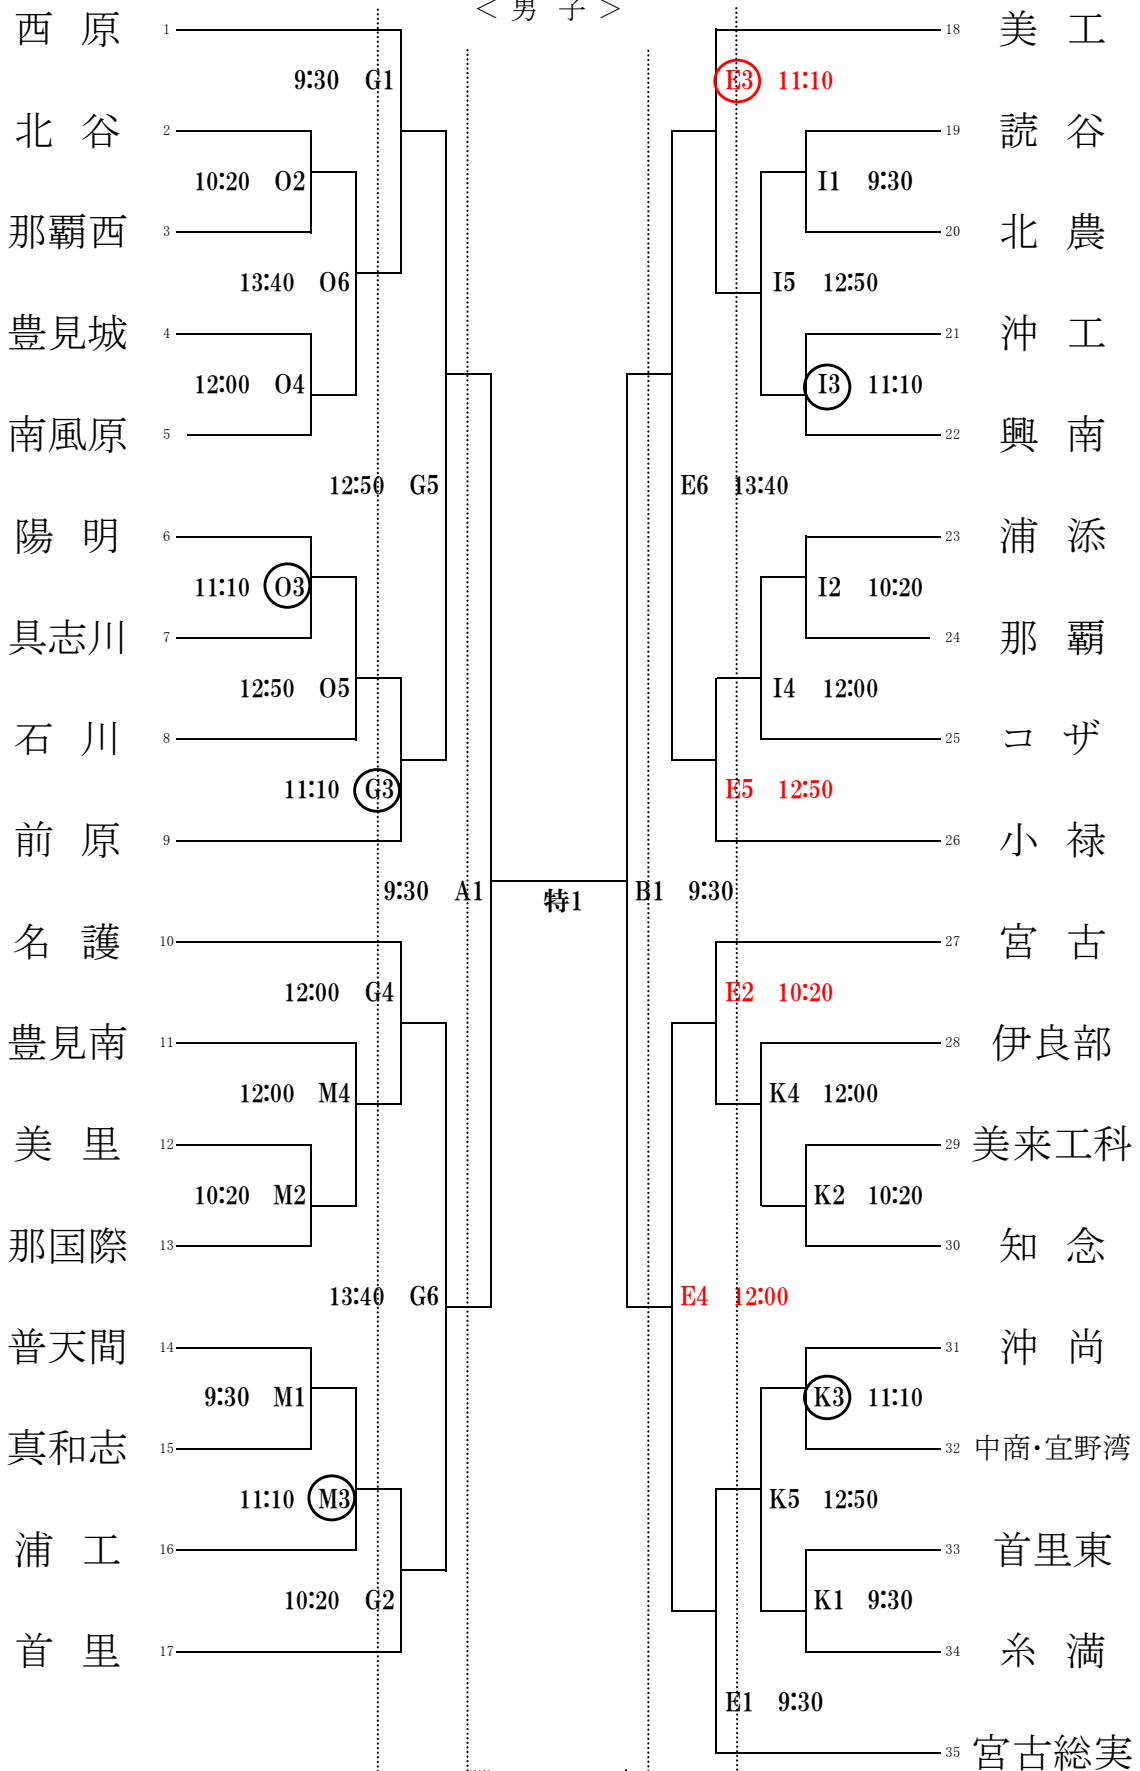 ＜ 男 子 ＞
西 原 1
9:30 G1
北 谷 2
10:20 O2
那覇西 3
13:40 O6
豊見城 4
12:00 O4
南風原 5
12:50 G5
陽 明 6
11:10 O3
具志川 7
12:50 O5
石 川 8
11:10 G3
前 原 9
9:30 A1
特1
名 護 10
12:00 G4
豊見南 11
12:00 M4
美 里 12
10:20 M2
那国際 13
13:40 G6
普天間 14
9:30 M1
真和志 15
11:10 M3
浦 工 16
10:20 G2
首 里 17
18 美 工
E3 11:10
19 読 谷
I1 9:30
20 北 農
I5 12:50
21 沖 工
I3 11:10
22 興 南
E6 13:40
23 浦 添
I2 10:20
24 那 覇
I4 12:00
25 コ ザ
E5 12:50
26 小 禄
B1 9:30
27 宮 古
E2 10:20
28 伊良部
K4 12:00
29 美来工科
K2 10:20
30 知 念
E4 12:00
31 沖 尚
K3 11:10
32 中商・宜野湾
K5 12:50
33 首里東
K1 9:30
34 糸 満
E1 9:30
35 宮古総実